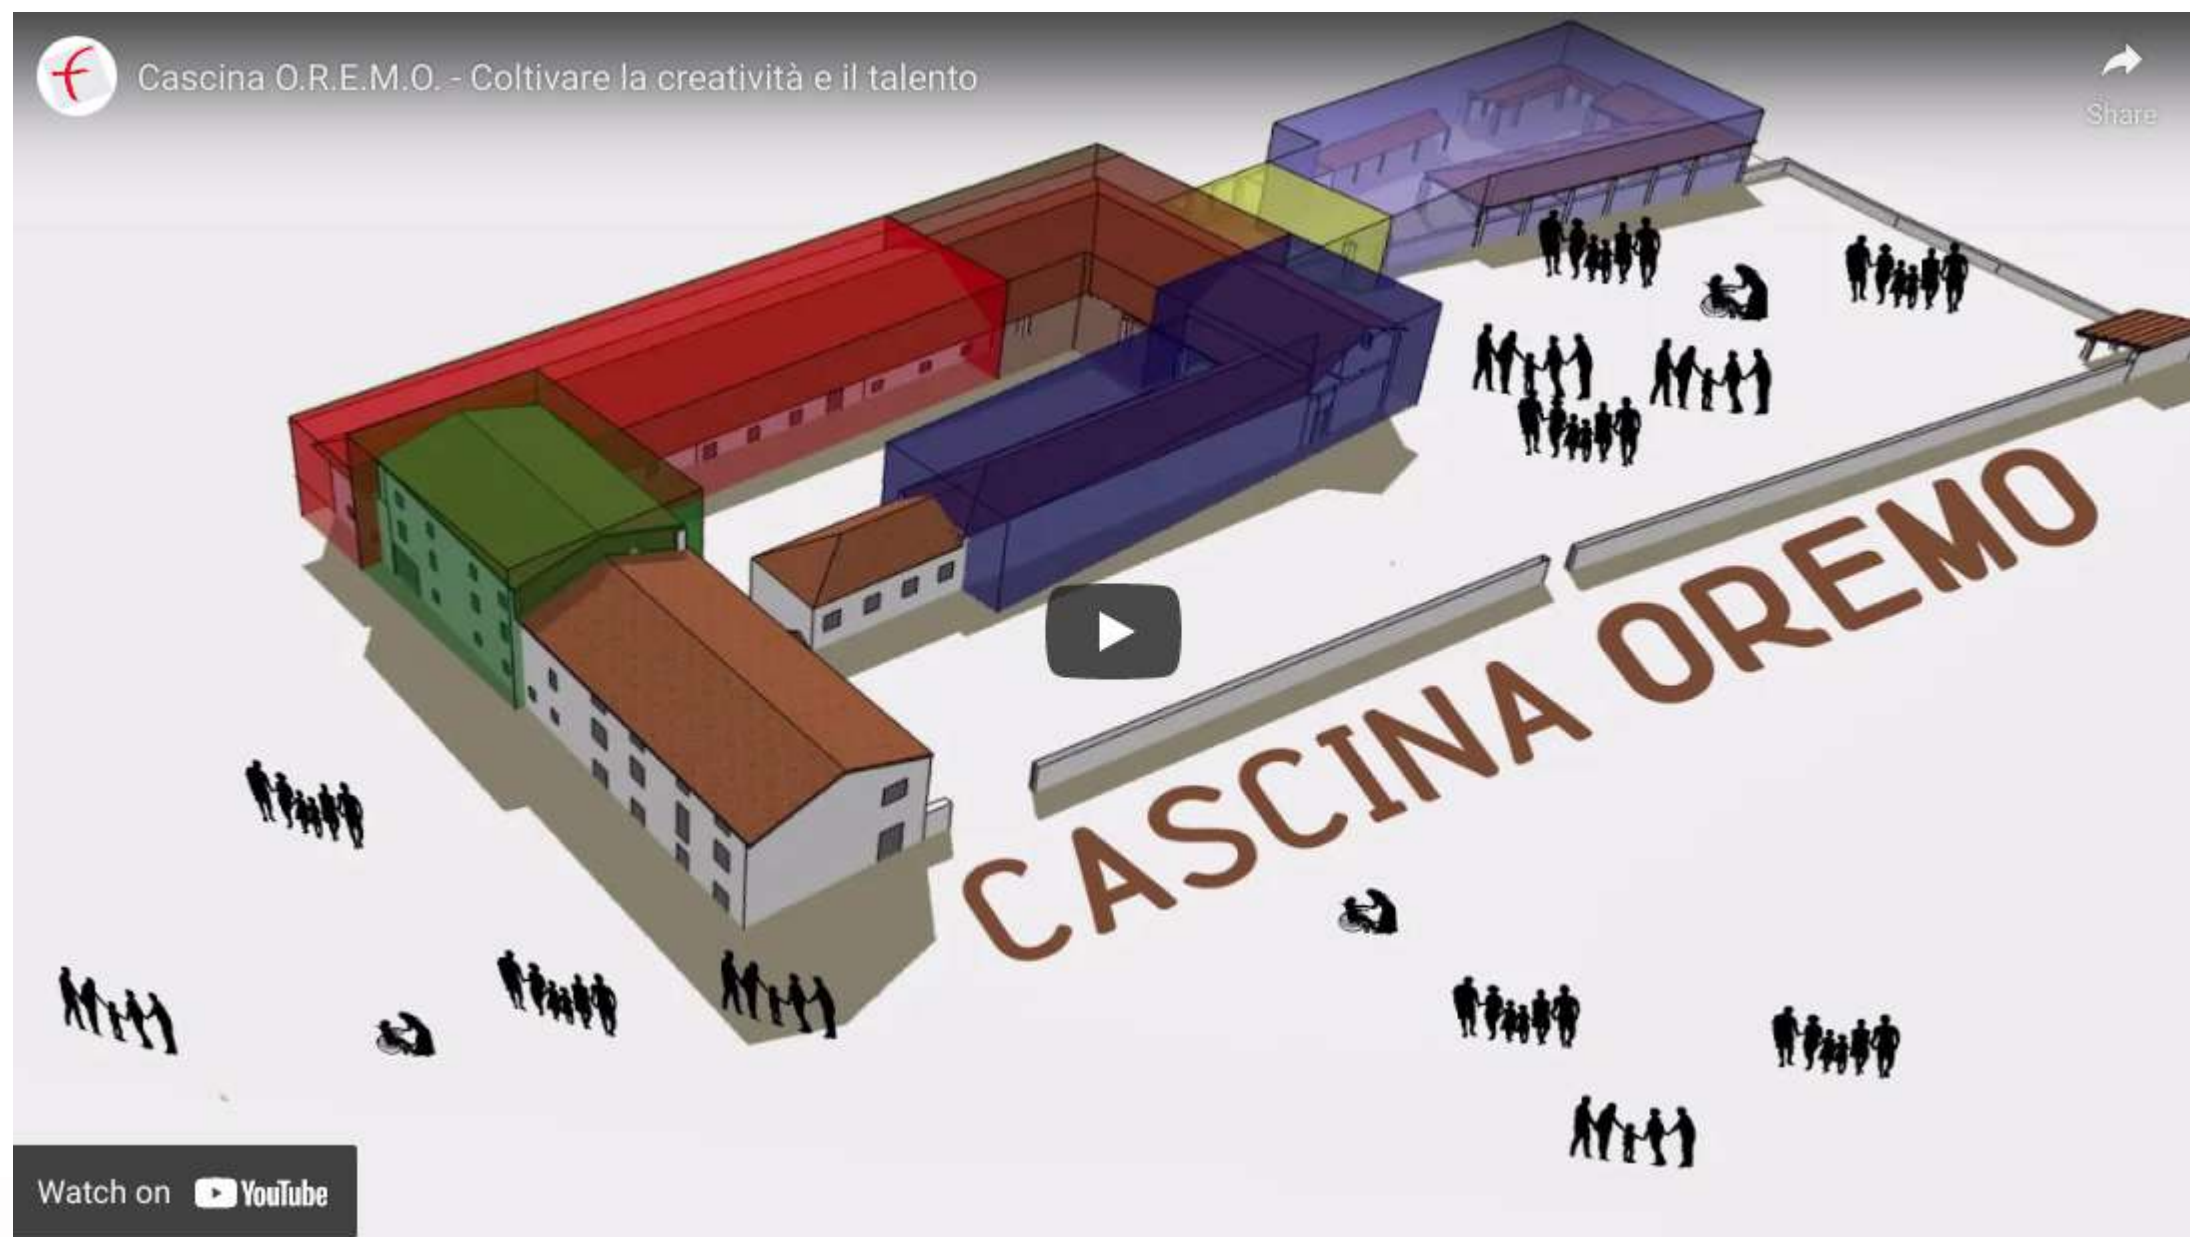 Cascina O.R.E.M.O. - Coltivare la creatività e il talento
Share
CASCINA OREMO
Watch on YouTube